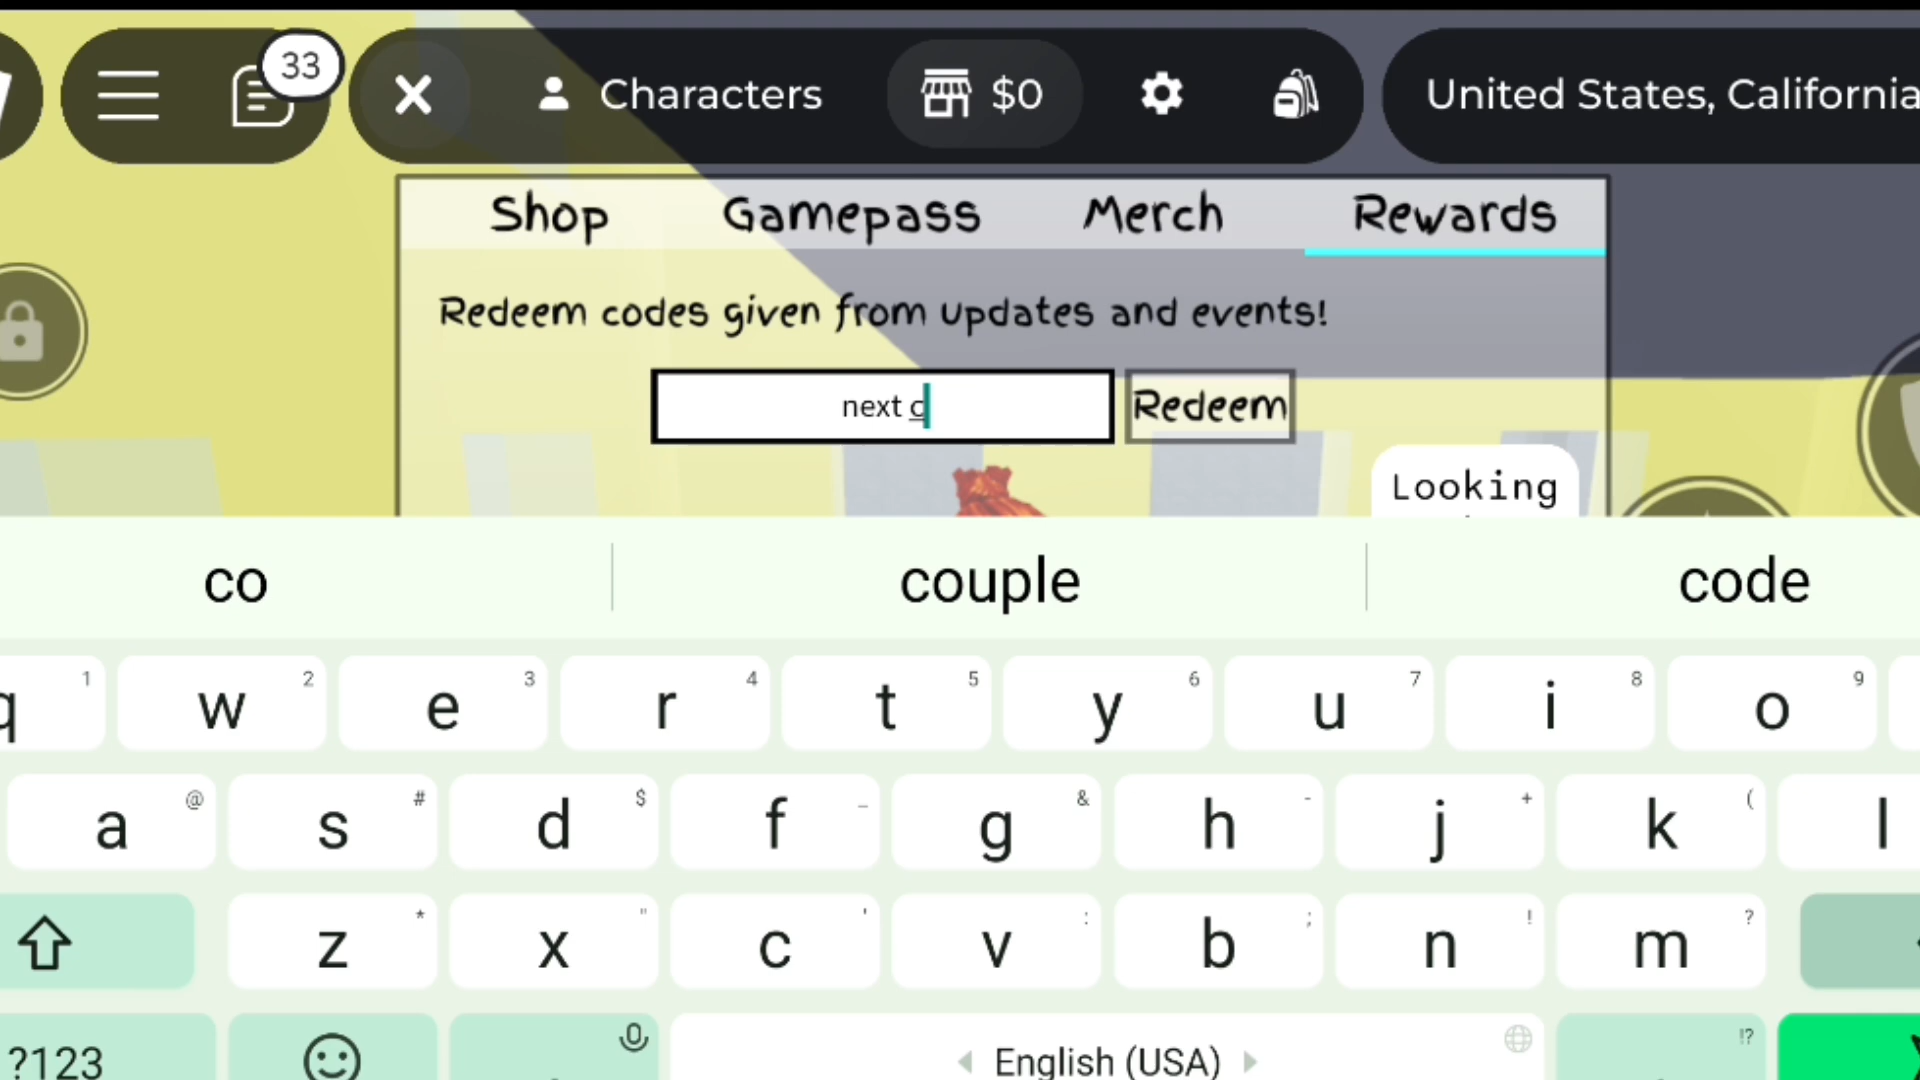 33
Characters
$0
United States, California
Shop Gamepass Merch Rewards
Redeem codes given from updates and events!
next c
Redeem
Looking
co couple code
q 1 w 2 e 3 r 4 t 5 y 6 u 7 i 8 o 9
a @ s # d $ f _ g & h - j + k ( l
z * x " c ' v : b ; n ! m ?
?123 English (USA) !?